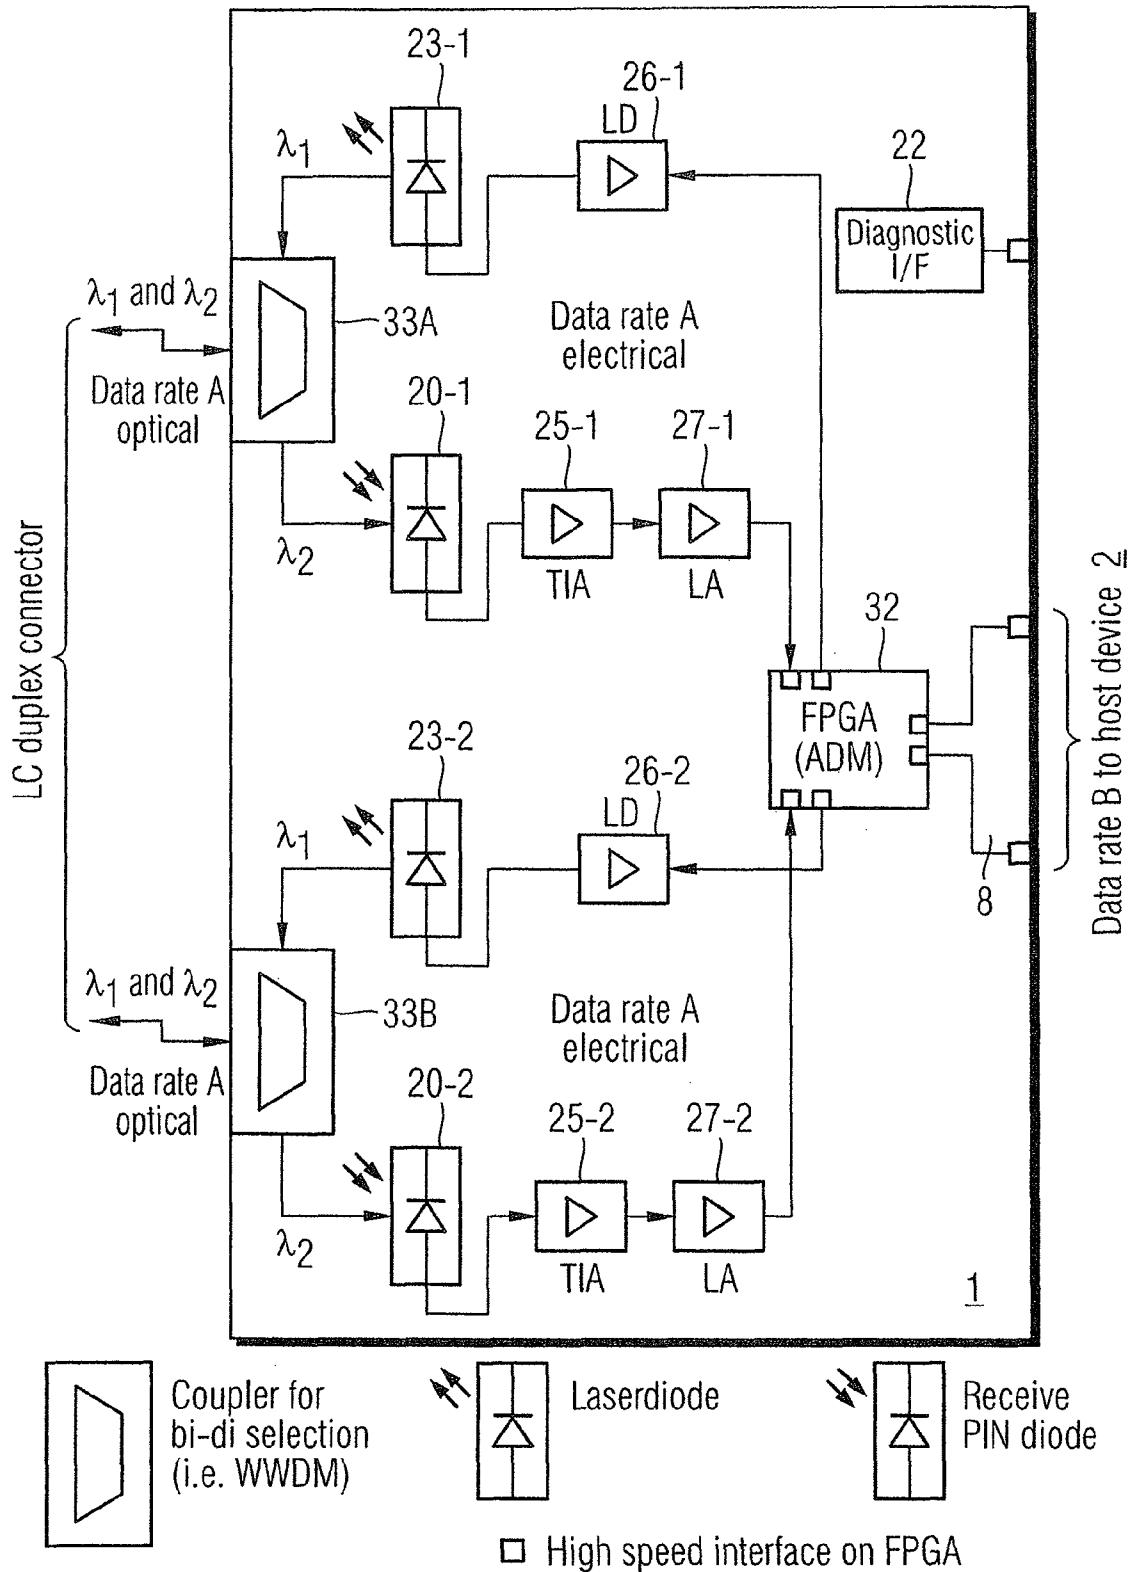 23-1
26-1
LD
λ1
22
Diagnostic
I/F
λ1 and λ2
33A
Data rate A
electrical
Data rate A
optical
20-1
25-1
27-1
λ2
TIA
LA
LC duplex connector
32
FPGA
(ADM)
Data rate B to host device 2
23-2
26-2
LD
λ1
8
λ1 and λ2
33B
Data rate A
electrical
Data rate A
optical
20-2
25-2
27-2
λ2
TIA
LA
1
Coupler for
bi-di selection
(i.e. WWDM)
Laserdiode
Receive
PIN diode
High speed interface on FPGA